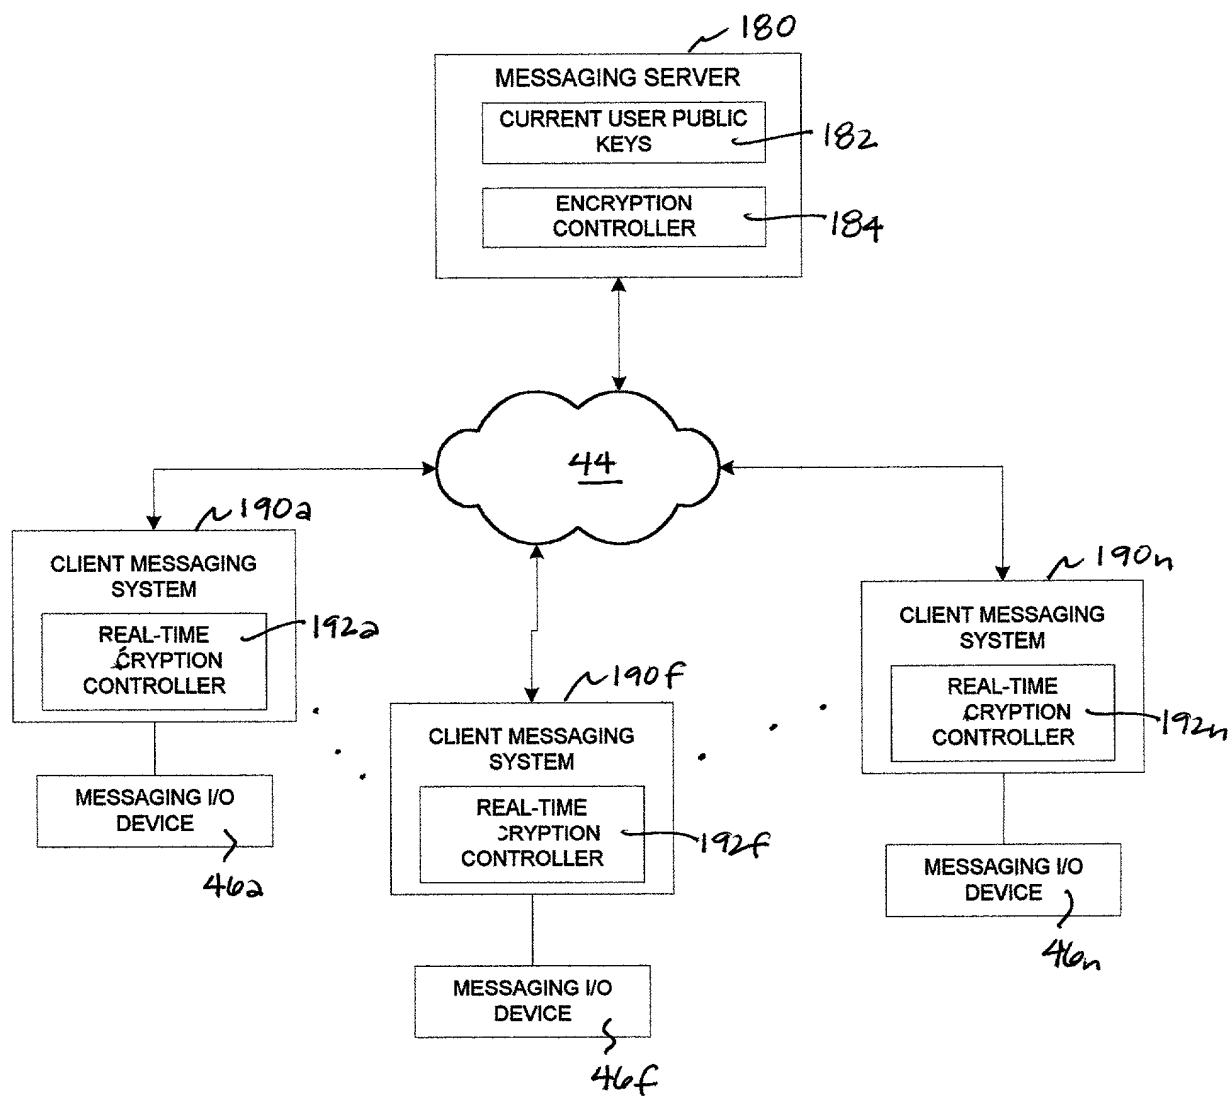 180
MESSAGING SERVER
CURRENT USER PUBLIC
KEYS
182
ENCRYPTION
CONTROLLER
184
44
190a
CLIENT MESSAGING
SYSTEM
REAL-TIME
CRYPTION
CONTROLLER
192a
MESSAGING I/O
DEVICE
46a
190f
CLIENT MESSAGING
SYSTEM
REAL-TIME
CRYPTION
CONTROLLER
192f
MESSAGING I/O
DEVICE
46f
190n
CLIENT MESSAGING
SYSTEM
REAL-TIME
CRYPTION
CONTROLLER
192n
MESSAGING I/O
DEVICE
46n